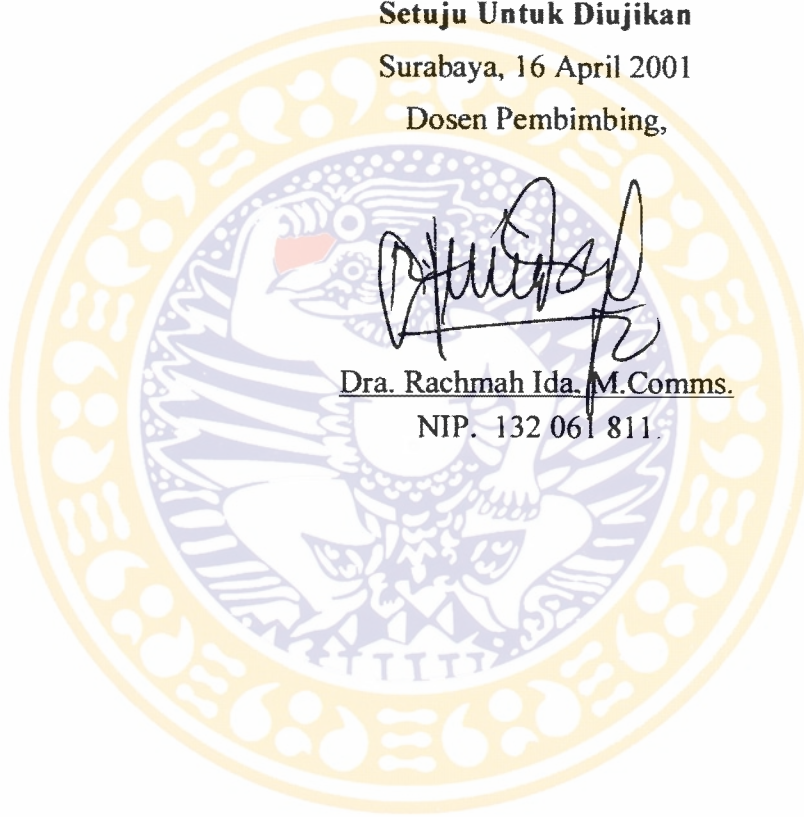 Setuju Untuk Diujikan
Surabaya, 16 April 2001
Dosen Pembimbing,
Dra. Rachmah Ida, M.Comms.
NIP. 132 061 811.